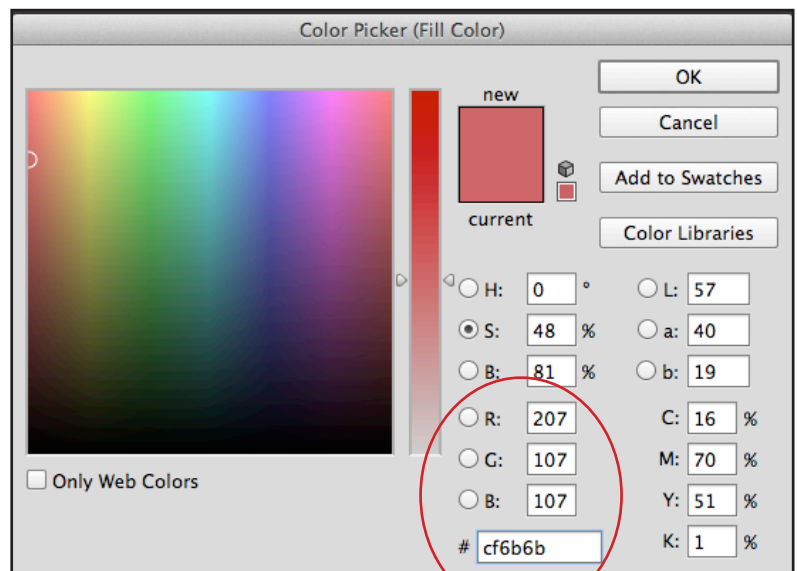 Color Picker (Fill Color)
new
current
OK
Cancel
Add to Swatches
Color Libraries
H: 0 °
S: 48 %
B: 81 %
R: 207
G: 107
B: 107
# cf6b6b
L: 57
a: 40
b: 19
C: 16 %
M: 70 %
Y: 51 %
K: 1 %
Only Web Colors